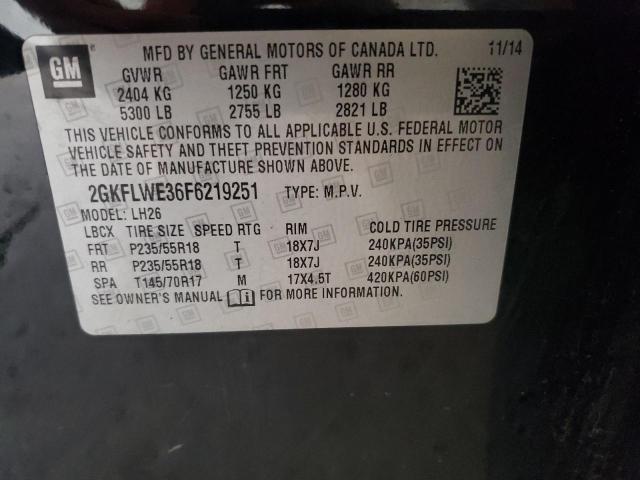 GM
MFD BY GENERAL MOTORS OF CANADA LTD. 11/14
GVWR GAWR FRT GAWR RR
2404 KG 1250 KG 1280 KG
5300 LB 2755 LB 2821 LB
THIS VEHICLE CONFORMS TO ALL APPLICABLE U.S. FEDERAL MOTOR
VEHICLE SAFETY AND THEFT PREVENTION STANDARDS IN EFFECT ON
THE DATE OF MANUFACTURE SHOWN ABOVE.
2GKFLWE36F6219251 TYPE: M.P.V.
MODEL: LH26
LBCX TIRE SIZE SPEED RTG RIM COLD TIRE PRESSURE
FRT P235/55R18 T 18X7J 240KPA(35PSI)
RR P235/55R18 T 18X7J 240KPA(35PSI)
SPA T145/70R17 M 17X4.5T 420KPA(60PSI)
SEE OWNER'S MANUAL FOR MORE INFORMATION.